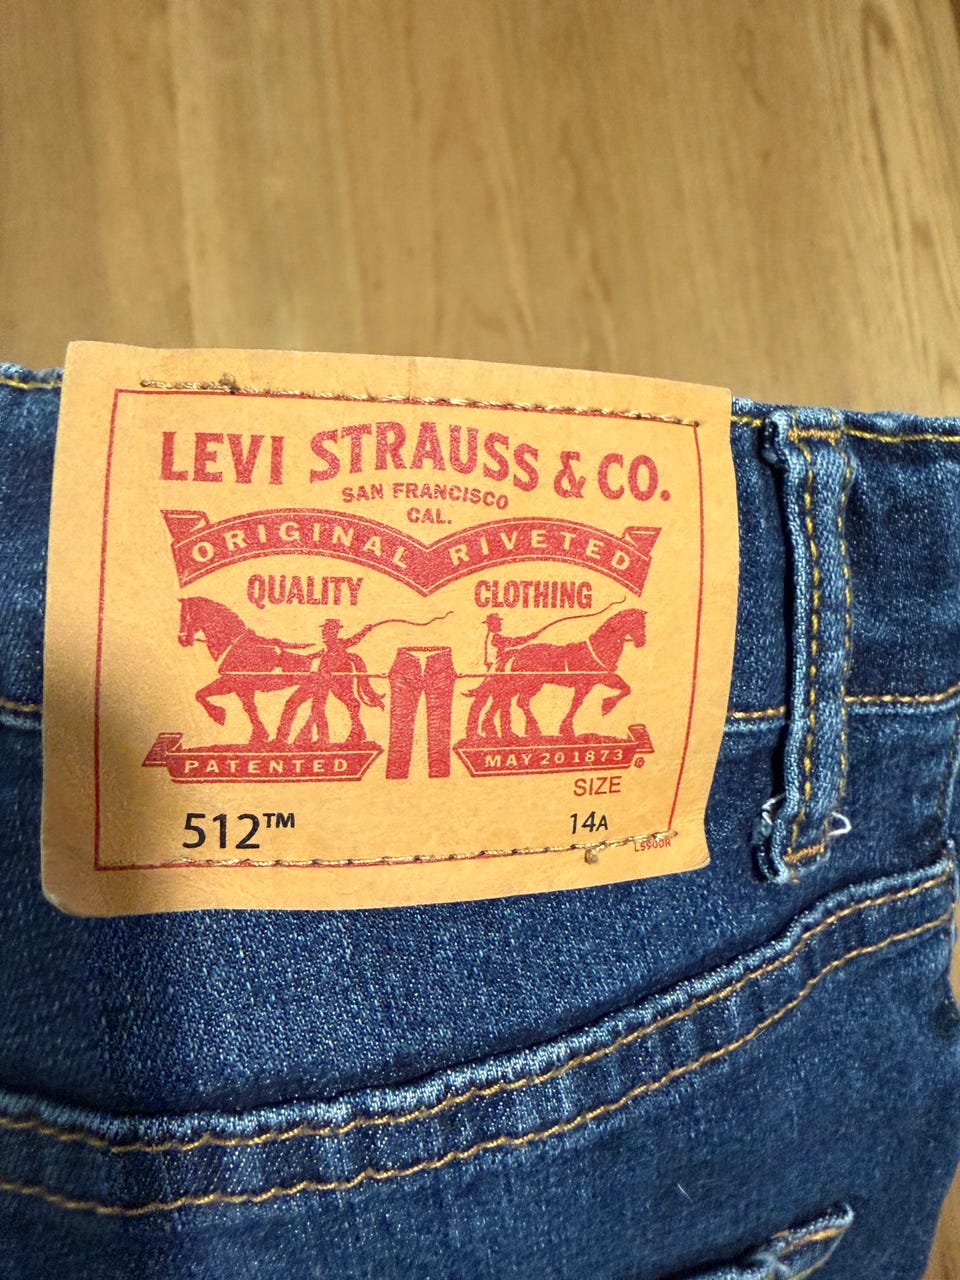 LEVI STRAUSS & CO.
SAN FRANCISCO
CAL.
ORIGINAL RIVETED
QUALITY CLOTHING
PATENTED MAY 20 1873 ®
SIZE
512™ 14A